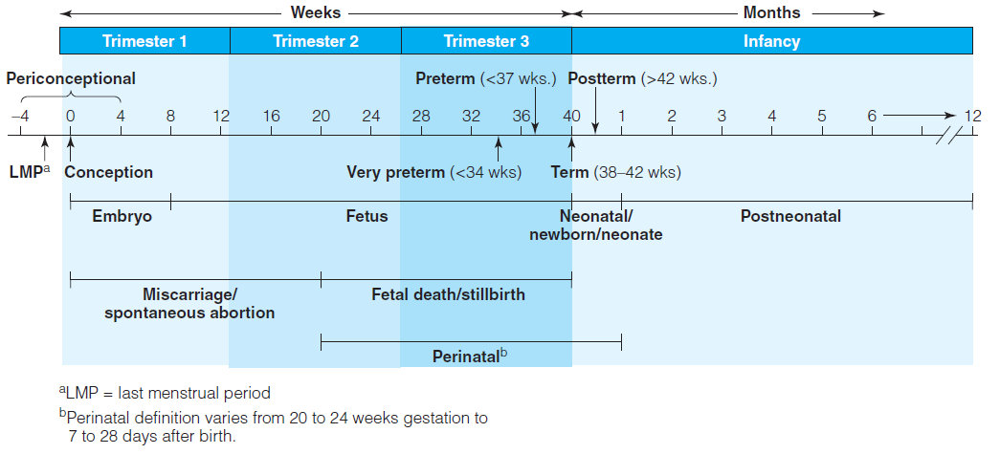 Weeks Months
Trimester 1 Trimester 2 Trimester 3 Infancy
Periconceptional Preterm (<37 wks.) Postterm (>42 wks.)
–4 0 4 8 12 16 20 24 28 32 36 40 1 2 3 4 5 6 12
LMPa Conception Very preterm (<34 wks) Term (38–42 wks)
Embryo Fetus Neonatal/ Postneonatal
newborn/neonate
Miscarriage/ Fetal death/stillbirth
spontaneous abortion
Perinatalb
aLMP = last menstrual period
bPerinatal definition varies from 20 to 24 weeks gestation to
7 to 28 days after birth.